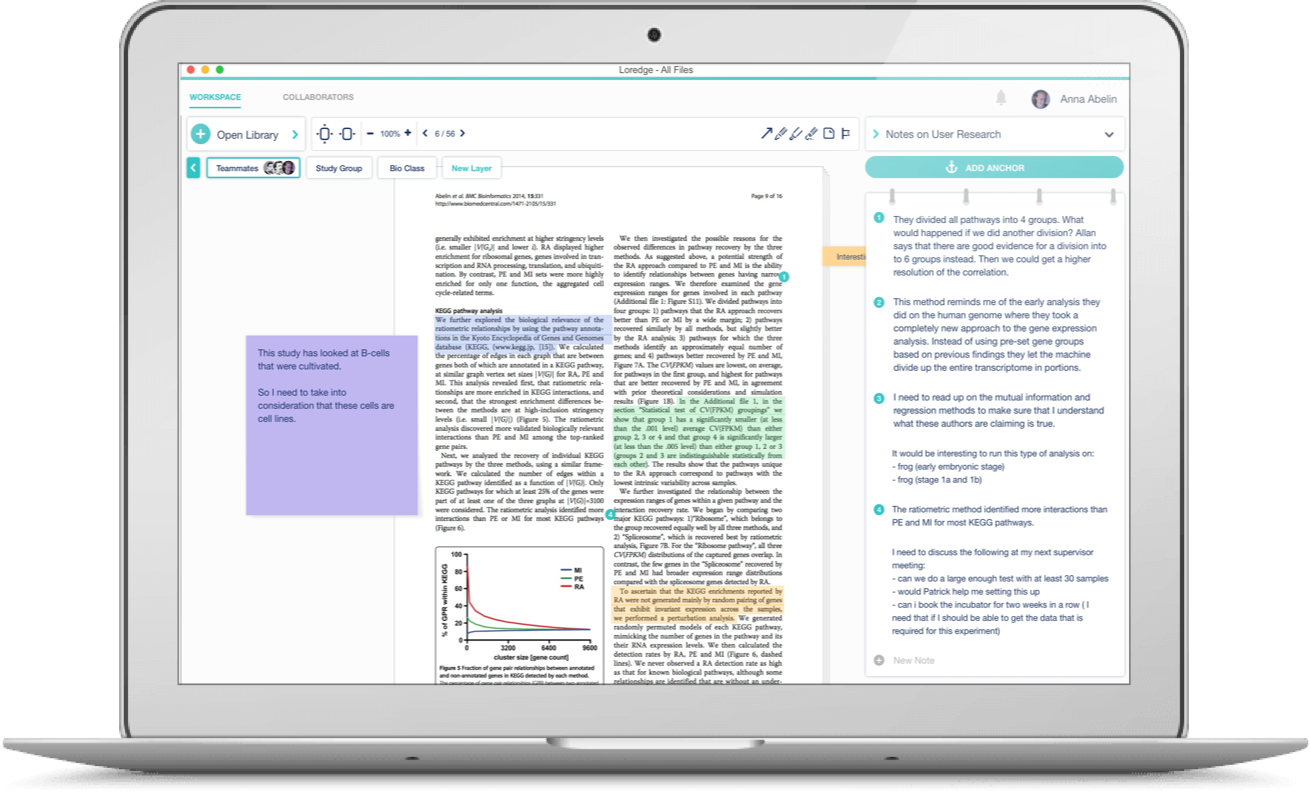 Loredge - All Files
WORKSPACE
COLLABORATORS
Anna Abelin
Open Library
100%
6 / 56
Notes on User Research
Teammates
Study Group
Bio Class
New Layer
ADD ANCHOR
Abelin et al. BMC Bioinformatics 2014, 15:331
http://www.biomedcentral.com/1471-2105/15/331
Page 9 of 16
generally exhibited enrichment at higher stringency levels
(i.e. smaller |V(G)| and lower i). RA displayed higher
enrichment for ribosomal genes, genes involved in tran-
scription and RNA processing, translation, and ubiquiti-
nation. By contrast, PE and MI sets were more highly
enriched for only one function, the aggregated cell
cycle-related terms.
KEGG pathway analysis
We further explored the biological relevance of the
ratiometric relationships by using the pathway annota-
tions in the Kyoto Encyclopedia of Genes and Genomes
database (KEGG, (www.kegg.jp, [15]). We calculated
the percentage of edges in each graph that are between
genes both of which are annotated in a KEGG pathway,
at similar graph vertex set sizes |V(G)| for RA, PE and
MI. This analysis revealed first, that ratiometric rela-
tionships are more enriched in KEGG interactions, and
second, that the strongest enrichment differences be-
tween the methods are at high-inclusion stringency
levels (i.e. small |V(G)|) (Figure 5). The ratiometric
analysis discovered more validated biologically relevant
interactions than PE and MI among the top-ranked
gene pairs.
Next, we analyzed the recovery of individual KEGG
pathways by the three methods, using a similar frame-
work. We calculated the number of edges within a
KEGG pathway identified as a function of |V(G)|. Only
KEGG pathways for which at least 25% of the genes were
part of at least one of the three graphs at |V(G)|=3100
were considered. The ratiometric analysis identified more
interactions than PE or MI for most KEGG pathways
(Figure 6).
4
100
80
60
40
20
0
% of GPR within KEGG
MI
PE
RA
0
3200
6400
9600
cluster size [gene count]
Figure 5 Fraction of gene pair relationships between annotated
and non-annotated genes in KEGG detected by each method.
The percentage of gene pair relationships (GPR) between two annotated
We then investigated the possible reasons for the
observed differences in pathway recovery by the three
methods. As suggested above, a potential strength of
the RA approach compared to PE and MI is the ability
to identify relationships between genes having narrow
expression ranges. We therefore examined the gene
expression ranges for genes involved in each pathway
(Additional file 1: Figure S11). We divided pathways into
four groups: 1) pathways that the RA approach recovers
better than PE or MI by a wide margin; 2) pathways
recovered similarly by all methods, but slightly better
by the RA analysis; 3) pathways for which the three
methods identify an approximately equal number of
genes; and 4) pathways better recovered by PE and MI,
Figure 7A. The CV(FPKM) values are lowest, on average,
for pathways in the first group, and highest for pathways
that are better recovered by PE and MI, in agreement
with prior theoretical considerations and simulation
results (Figure 1B). In the Additional file 1, in the
section "Statistical test of CV(FPKM) groupings" we
show that group 1 has a significantly smaller (at less
than the .001 level) average CV(FPKM) than either
group 2, 3 or 4 and that group 4 is significantly larger
(at less than the .005 level) than either group 1, 2 or 3
(groups 2 and 3 are indistinguishable statistically from
each other). The results show that the pathways unique
to the RA approach correspond to pathways with the
lowest intrinsic variability across samples.
We further investigated the relationship between the
expression ranges of genes within a given pathway and the
interaction recovery rate. We began by comparing two
major KEGG pathways: 1)"Ribosome", which belongs to
the group recovered equally well by all three methods, and
2) "Spliceosome", which is recovered best by ratiometric
analysis, Figure 7B. For the "Ribosome pathway", all three
CV(FPKM) distributions of the captured genes overlap. In
contrast, the few genes in the "Spliceosome" recovered by
PE and MI had broader expression range distributions
compared with the spliceosome genes detected by RA.
To ascertain that the KEGG enrichments reported by
RA were not generated mainly by random pairing of genes
that exhibit invariant expression across the samples,
we performed a perturbation analysis. We generated
randomly permuted models of each KEGG pathway,
mimicking the number of genes in the pathway and its
their RNA expression levels. We then calculated the
detection rates by RA, PE and MI (Figure 6, dashed
lines). We never observed a RA detection rate as high
as that for known biological pathways, although some
relationships are identified that are without an under-
1
Interesti
This study has looked at B-cells
that were cultivated.
So I need to take into
consideration that these cells are
cell lines.
1
They divided all pathways into 4 groups. What
would happened if we did another division? Allan
says that there are good evidence for a division into
to 6 groups instead. Then we could get a higher
resolution of the correlation.
2
This method reminds me of the early analysis they
did on the human genome where they took a
completely new approach to the gene expression
analysis. Instead of using pre-set gene groups
based on previous findings they let the machine
divide up the entire transcriptome in portions.
3
I need to read up on the mutual information and
regression methods to make sure that I understand
what these authors are claiming is true.
It would be interesting to run this type of analysis on:
- frog (early embryonic stage)
- frog (stage 1a and 1b)
4
The ratiometric method identified more interactions than
PE and MI for most KEGG pathways.
I need to discuss the following at my next supervisor
meeting:
- can we do a large enough test with at least 30 samples
- would Patrick help me setting this up
- can i book the incubator for two weeks in a row ( I
need that if I should be able to get the data that is
required for this experiment)
New Note